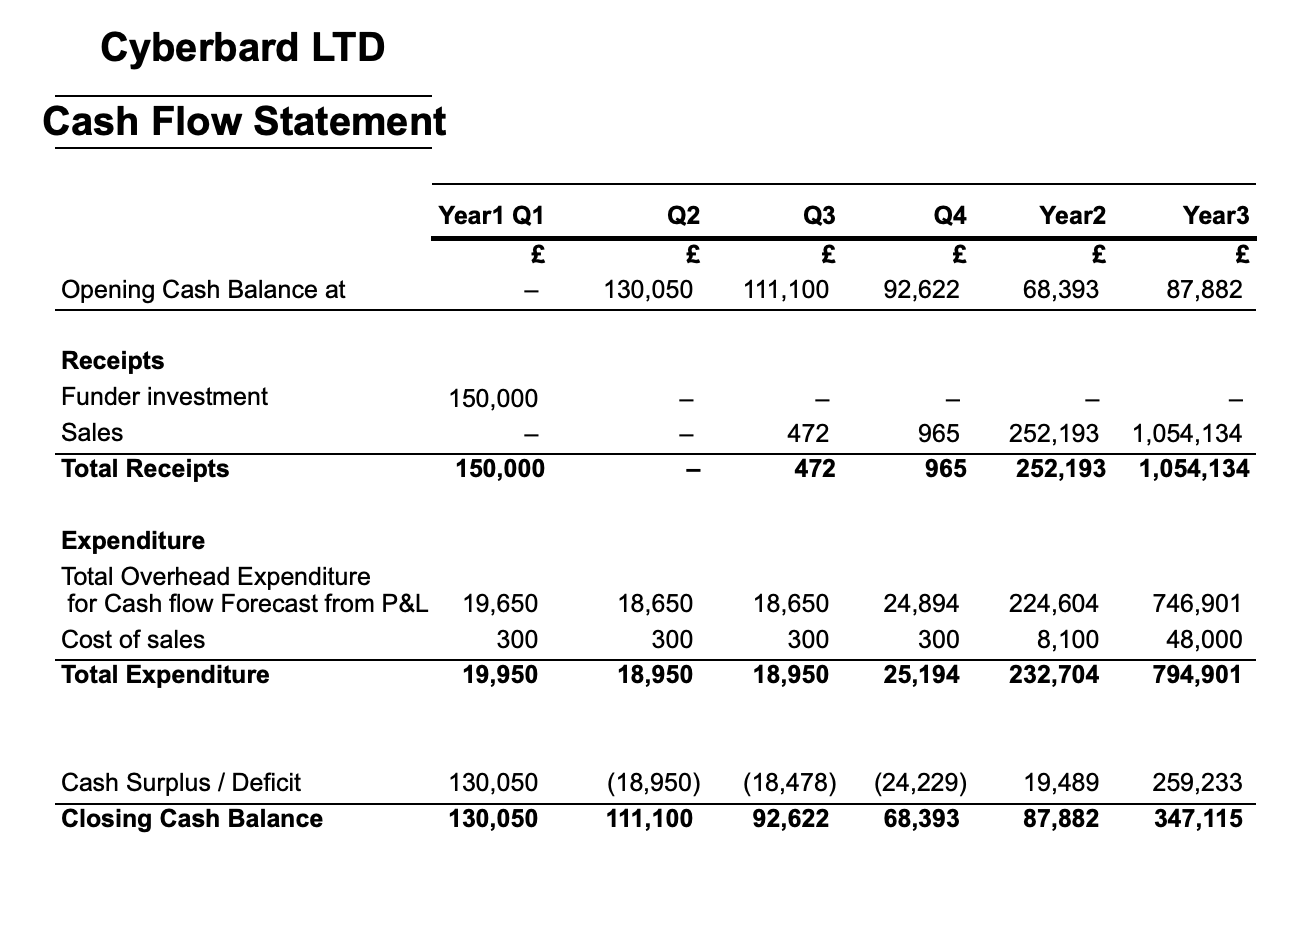 Cyberbard LTD
Cash Flow Statement
Year1 Q1 Q2 Q3 Q4 Year2 Year3
£ £ £ £ £ £
Opening Cash Balance at – 130,050 111,100 92,622 68,393 87,882
Receipts
Funder investment 150,000 – – – – –
Sales – – 472 965 252,193 1,054,134
Total Receipts 150,000 – 472 965 252,193 1,054,134
Expenditure
Total Overhead Expenditure
for Cash flow Forecast from P&L 19,650 18,650 18,650 24,894 224,604 746,901
Cost of sales 300 300 300 300 8,100 48,000
Total Expenditure 19,950 18,950 18,950 25,194 232,704 794,901
Cash Surplus / Deficit 130,050 (18,950) (18,478) (24,229) 19,489 259,233
Closing Cash Balance 130,050 111,100 92,622 68,393 87,882 347,115